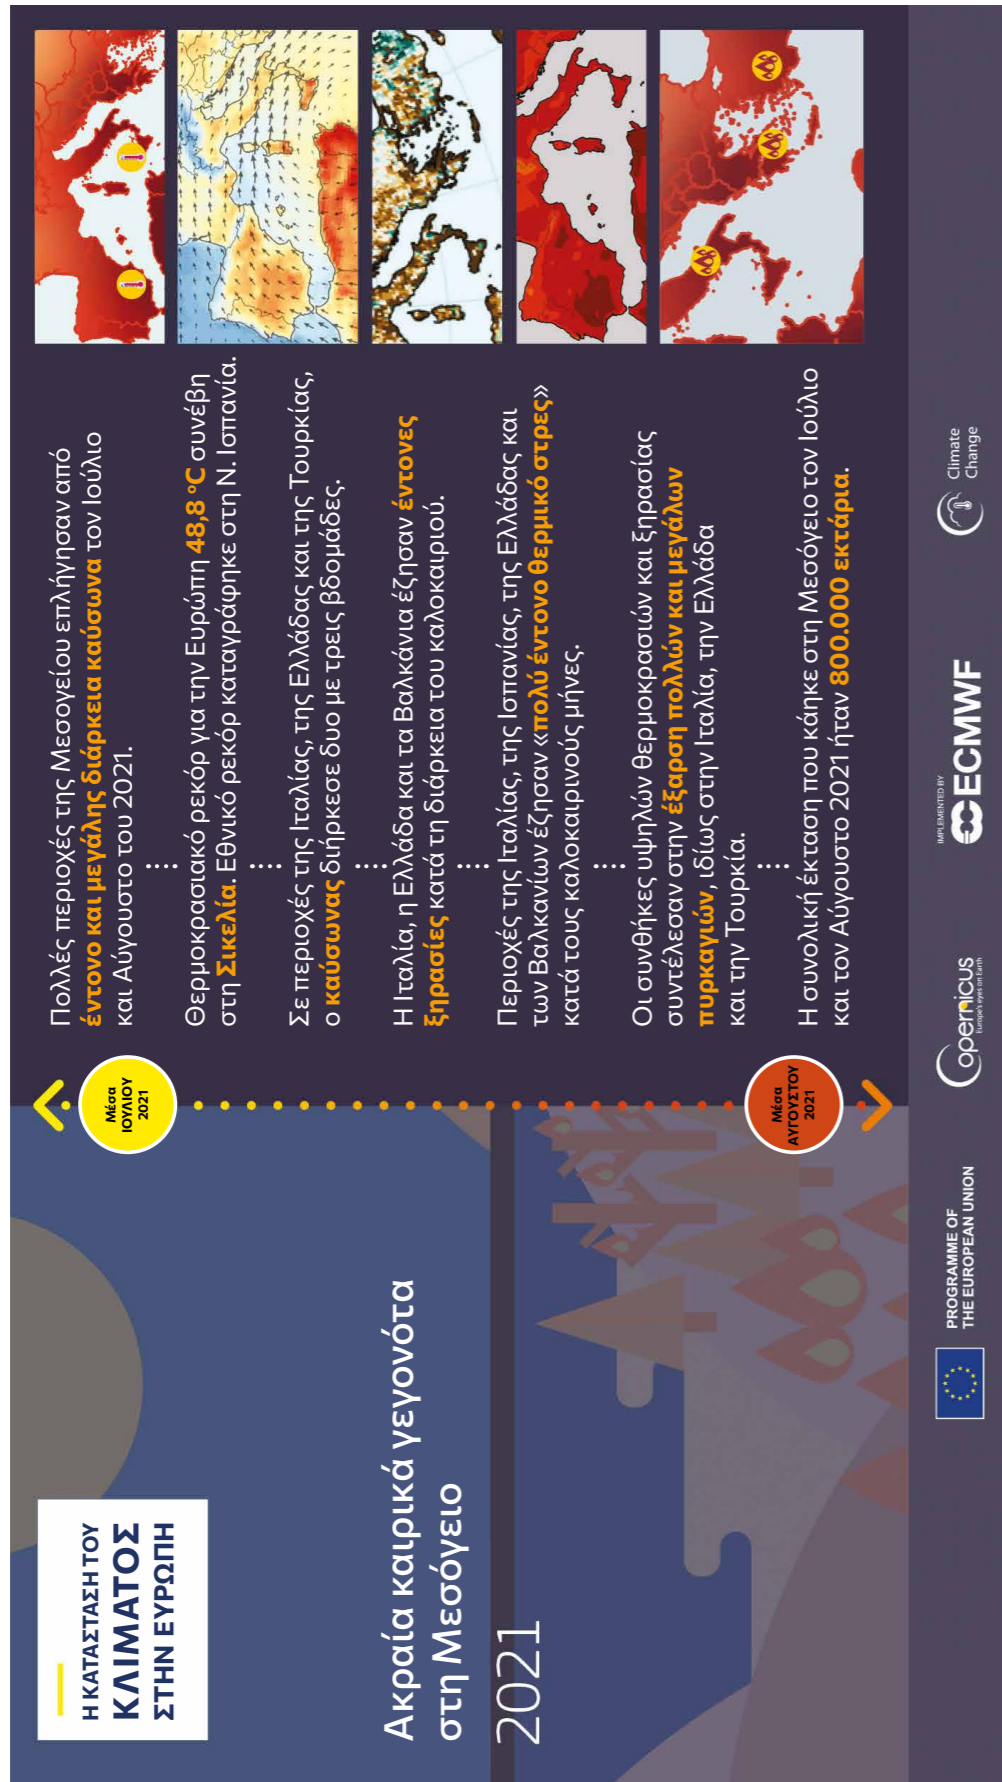 Η ΚΑΤΑΣΤΑΣΗ ΤΟΥ
ΚΛΙΜΑΤΟΣ
ΣΤΗΝ ΕΥΡΩΠΗ
Ακραία καιρικά γεγονότα
στη Μεσόγειο
2021
Μέσα
ΙΟΥΛΙΟΥ
2021
Πολλές περιοχές της Μεσογείου επλήγησαν από
έντονο και μεγάλης διάρκεια καύσωνα τον Ιούλιο
και Αύγουστο του 2021.
Θερμοκρασιακό ρεκόρ για την Ευρώπη 48,8 °C συνέβη
στη Σικελία. Εθνικό ρεκόρ καταγράφηκε στη Ν. Ισπανία.
Σε περιοχές της Ιταλίας, της Ελλάδας και της Τουρκίας,
ο καύσωνας διήρκεσε δυο με τρεις βδομάδες.
Η Ιταλία, η Ελλάδα και τα Βαλκάνια έζησαν έντονες
ξηρασίες κατά τη διάρκεια του καλοκαιριού.
Περιοχές της Ιταλίας, της Ισπανίας, της Ελλάδας και
των Βαλκανίων έζησαν «πολύ έντονο θερμικό στρες»
κατά τους καλοκαιρινούς μήνες.
Οι συνθήκες υψηλών θερμοκρασιών και ξηρασίας
συντέλεσαν στην έξαρση πολλών και μεγάλων
πυρκαγιών, ιδίως στην Ιταλία, την Ελλάδα
και την Τουρκία.
Η συνολική έκταση που κάηκε στη Μεσόγειο τον Ιούλιο
και τον Αύγουστο 2021 ήταν 800.000 εκτάρια.
Μέσα
ΑΥΓΟΥΣΤΟΥ
2021
PROGRAMME OF
THE EUROPEAN UNION
Copernicus
Europe's eyes on Earth
IMPLEMENTED BY
ECMWF
Climate
Change